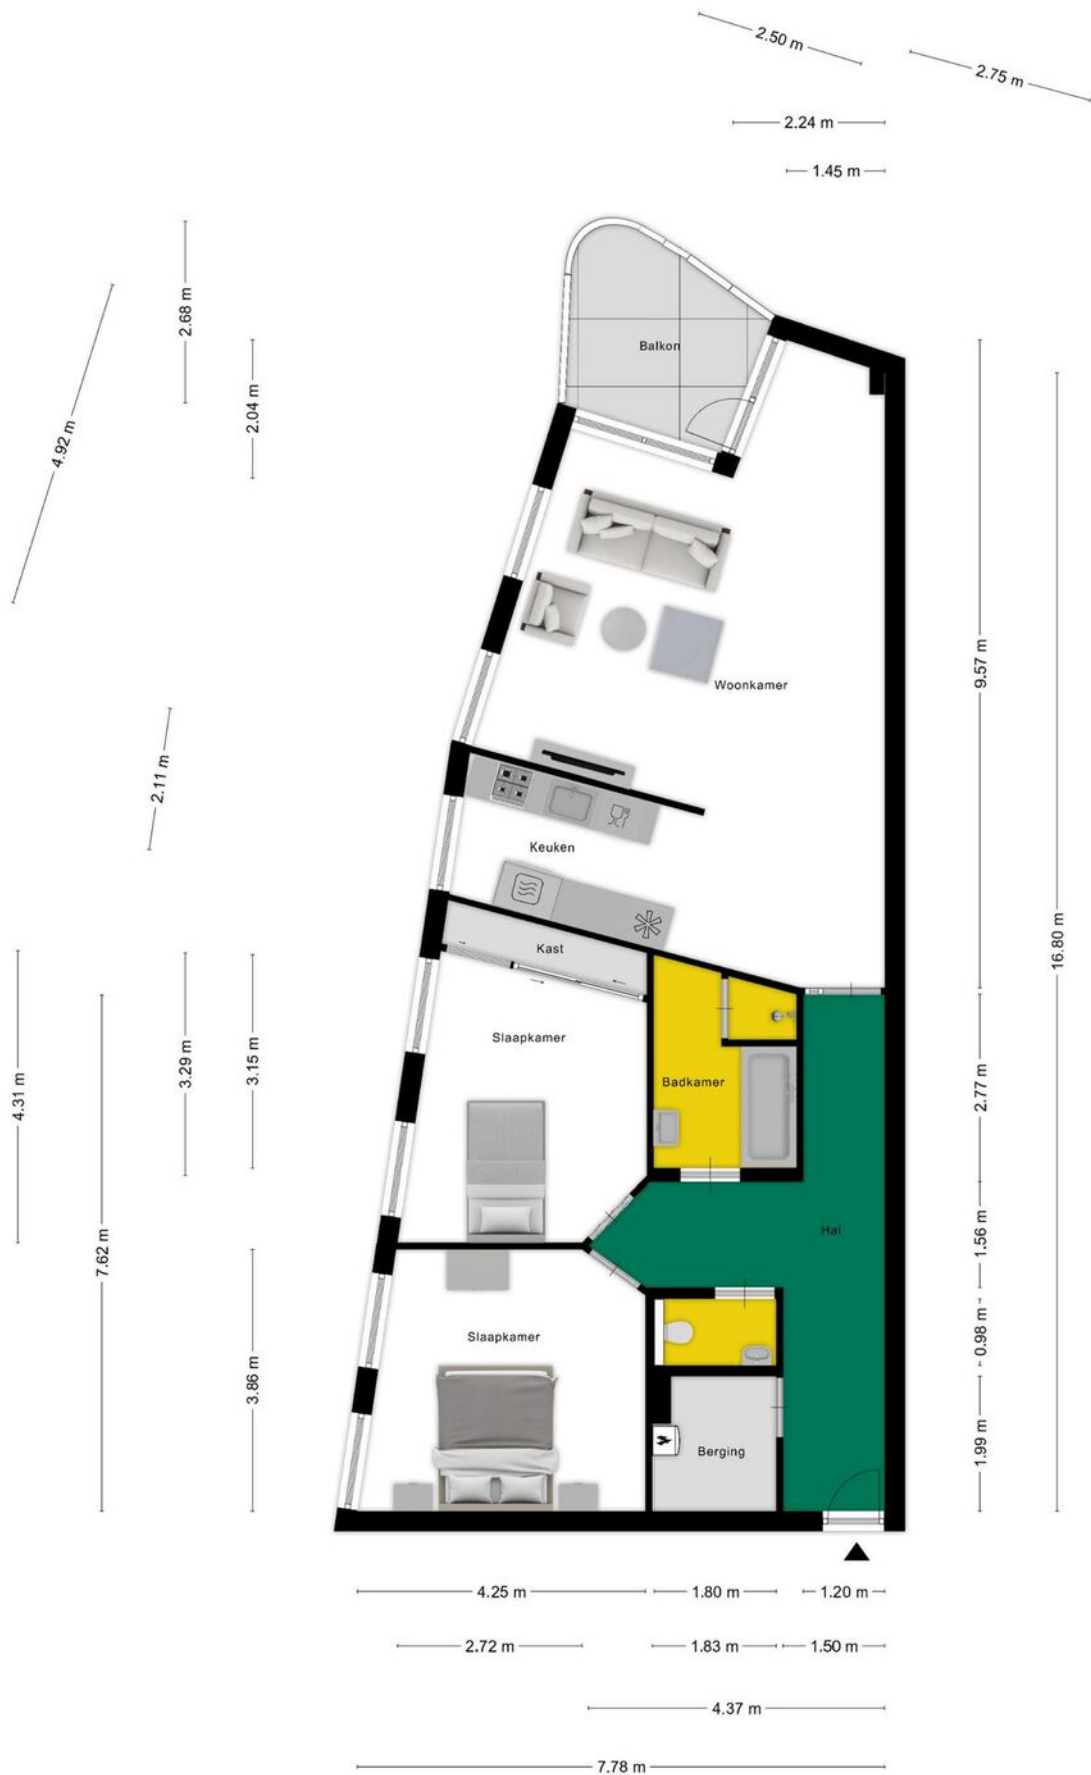 2.50 m
2.75 m
2.24 m
1.45 m
2.68 m
Balkon
2.04 m
4.92 m
9.57 m
Woonkamer
2.11 m
Keuken
Kast
16.80 m
Slaapkamer
4.31 m
3.29 m
3.15 m
Badkamer
2.77 m
7.62 m
Hal
1.56 m
Slaapkamer
0.98 m
3.86 m
Berging
1.99 m
4.25 m
1.80 m
1.20 m
2.72 m
1.83 m
1.50 m
4.37 m
7.78 m